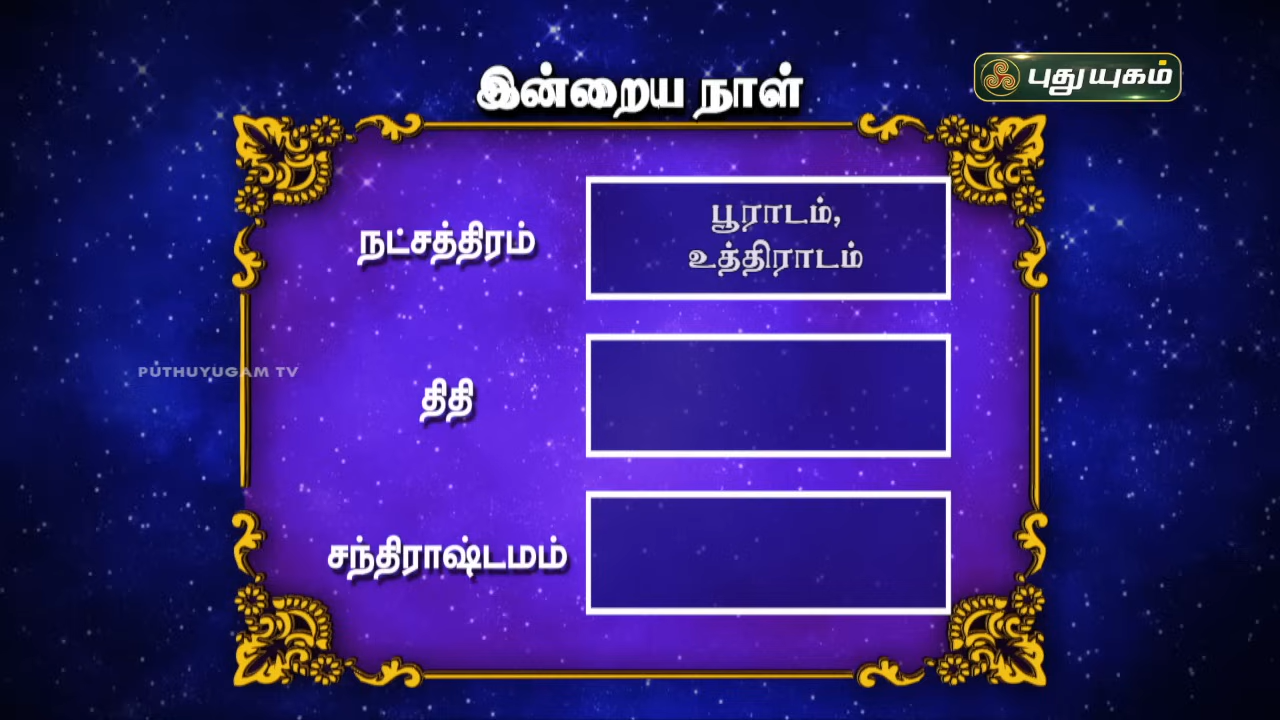 இன்றைய நாள்
புதுயுகம்
நட்சத்திரம்
பூராடம்,
உத்திராடம்
PUTHUYUGAM TV
திதி
சந்திராஷ்டமம்